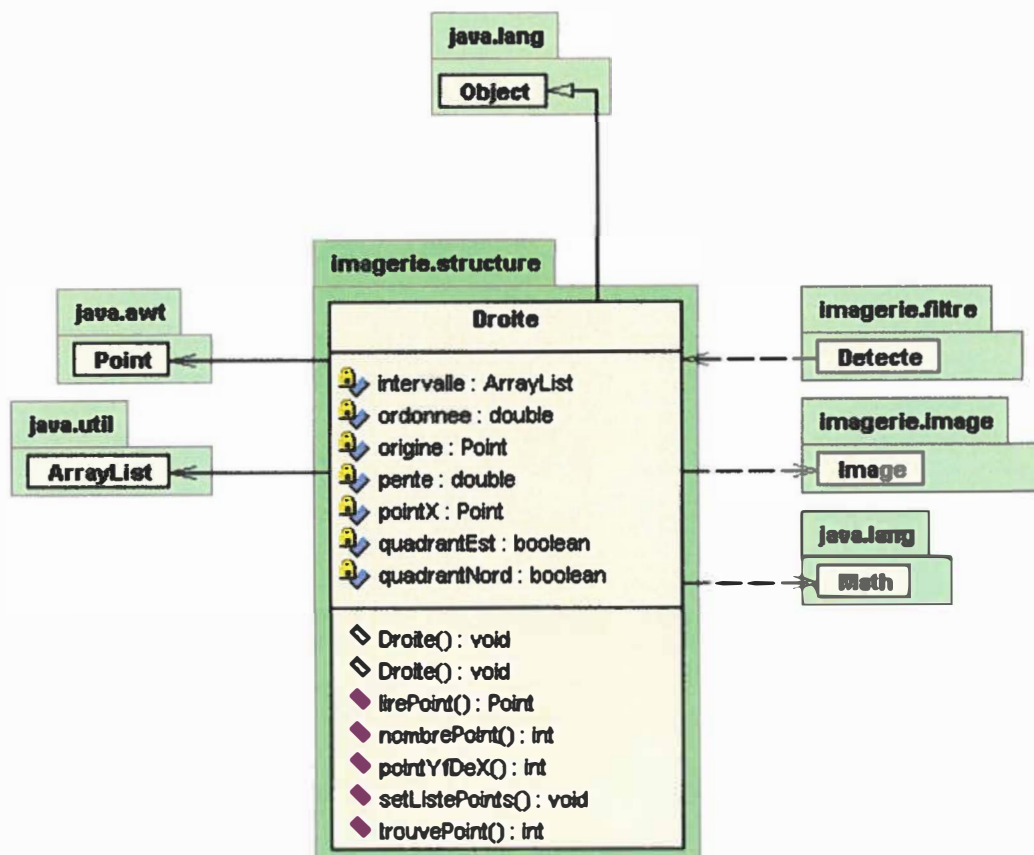 java.lang
Object
imagerie.structure
Droite
intervalle : ArrayList
ordonnee : double
origine : Point
pente : double
pointX : Point
quadrantEst : boolean
quadrantNord : boolean
Droite() : void
Droite() : void
lirePoint() : Point
nombrePoint() : int
pointYfDeX() : int
setListePoints() : void
trouvePoint() : int
java.awt
Point
java.util
ArrayList
imagerie.filtre
Detecte
imagerie.image
Image
java.lang
Math